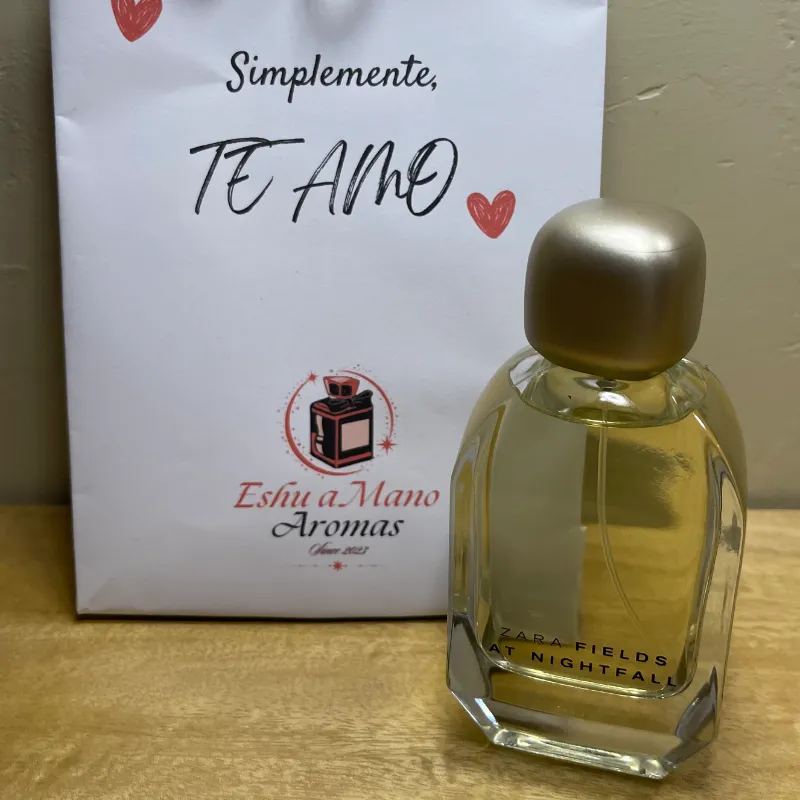 Simplemente,
TE AMO
Eshu a Mano
Aromas
Since 2023
ZARA FIELDS
AT NIGHTFALL